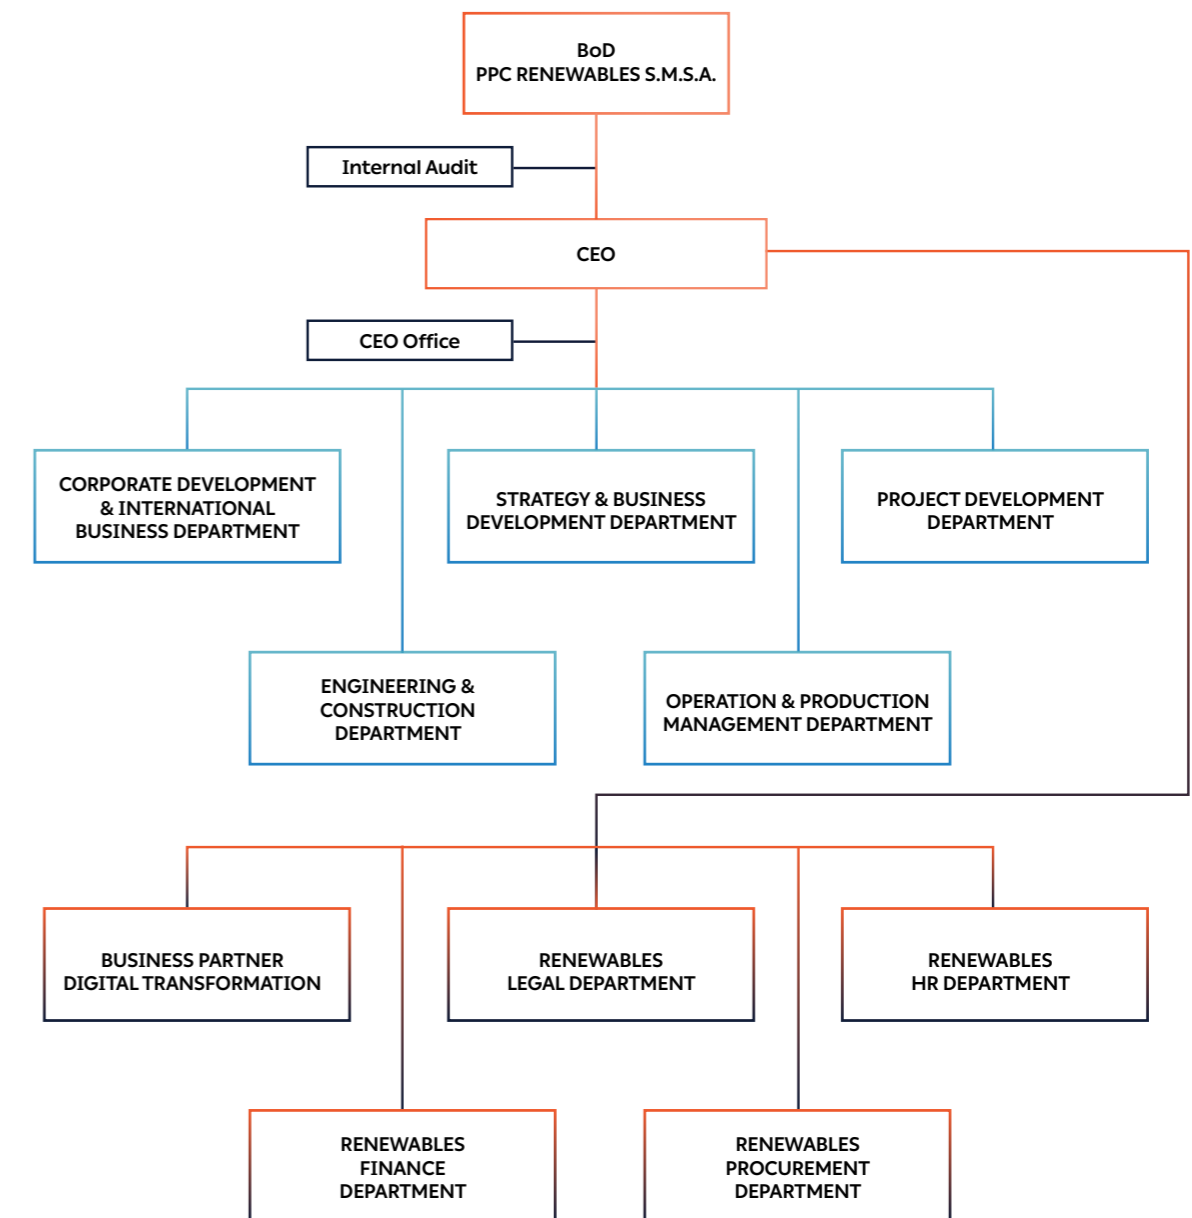 BoD
PPC RENEWABLES S.M.S.A.
Internal Audit
CEO
CEO Office
CORPORATE DEVELOPMENT
& INTERNATIONAL
BUSINESS DEPARTMENT
STRATEGY & BUSINESS
DEVELOPMENT DEPARTMENT
PROJECT DEVELOPMENT
DEPARTMENT
ENGINEERING &
CONSTRUCTION
DEPARTMENT
OPERATION & PRODUCTION
MANAGEMENT DEPARTMENT
BUSINESS PARTNER
DIGITAL TRANSFORMATION
RENEWABLES
LEGAL DEPARTMENT
RENEWABLES
HR DEPARTMENT
RENEWABLES
FINANCE
DEPARTMENT
RENEWABLES
PROCUREMENT
DEPARTMENT